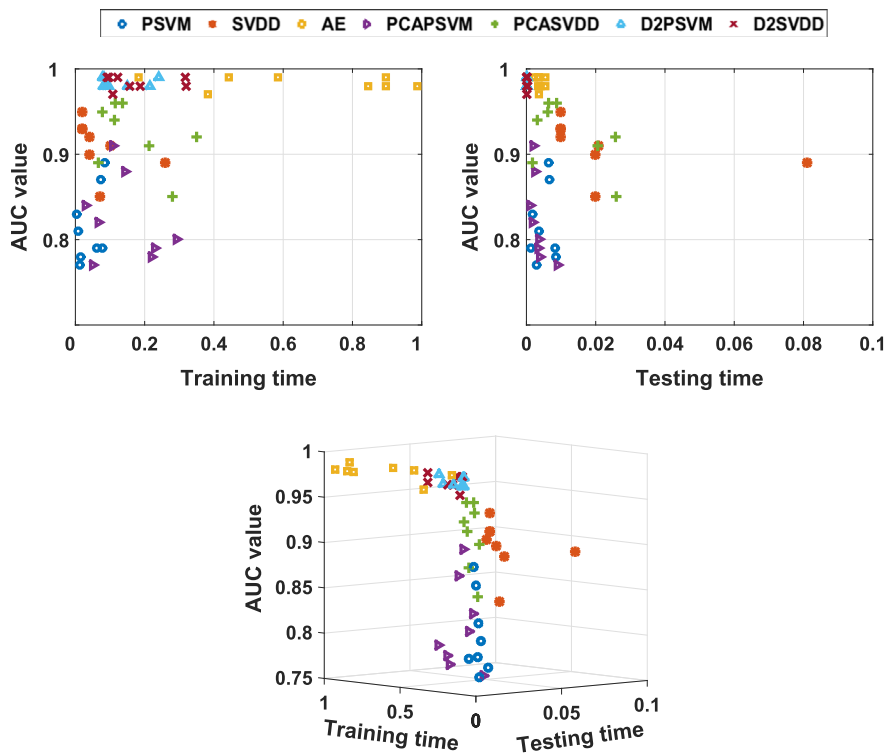 PSVM SVDD AE PCAPSVM PCASVDD D2PSVM D2SVDD
1
0.9
0.8
AUC value
0 0.2 0.4 0.6 0.8 1
Training time
1
0.9
0.8
AUC value
0 0.02 0.04 0.06 0.08 0.1
Testing time
1
0.95
0.9
0.85
0.8
0.75
AUC value
1 0.5 0
Training time
0.05 0.1
Testing time